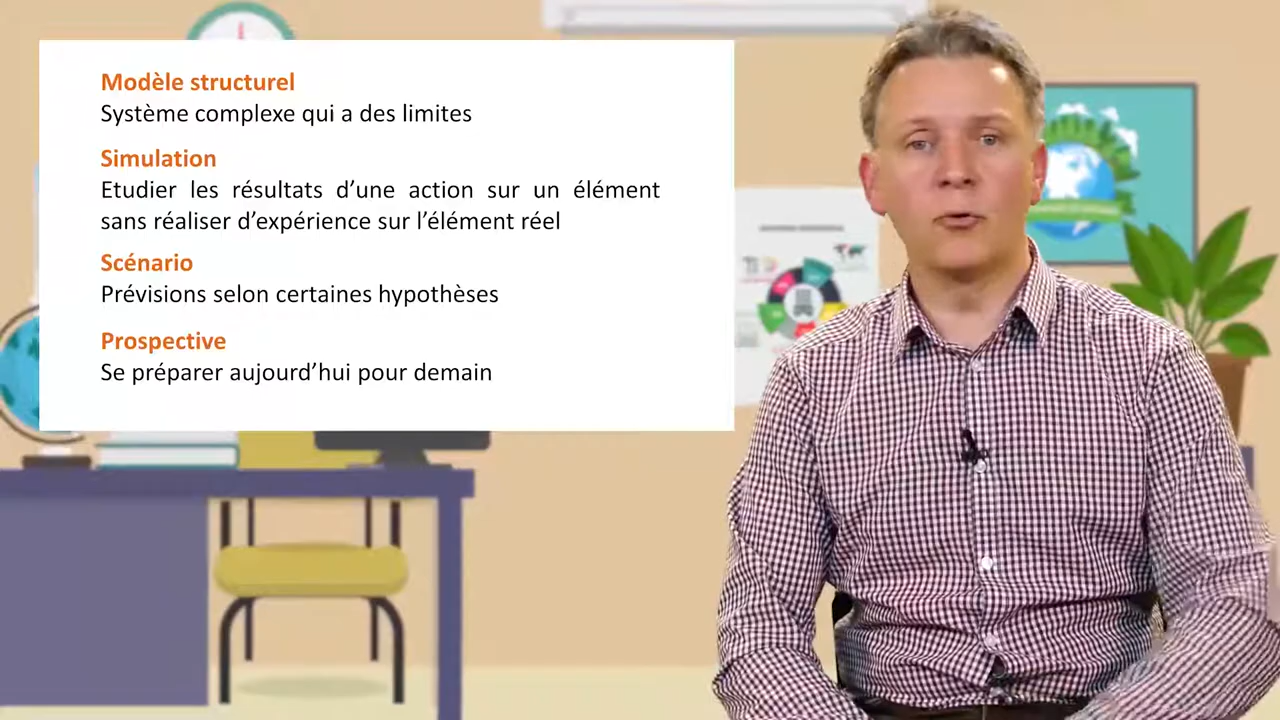 Modèle structurel
Système complexe qui a des limites
Simulation
Etudier les résultats d’une action sur un élément
sans réaliser d’expérience sur l’élément réel
Scénario
Prévisions selon certaines hypothèses
Prospective
Se préparer aujourd’hui pour demain